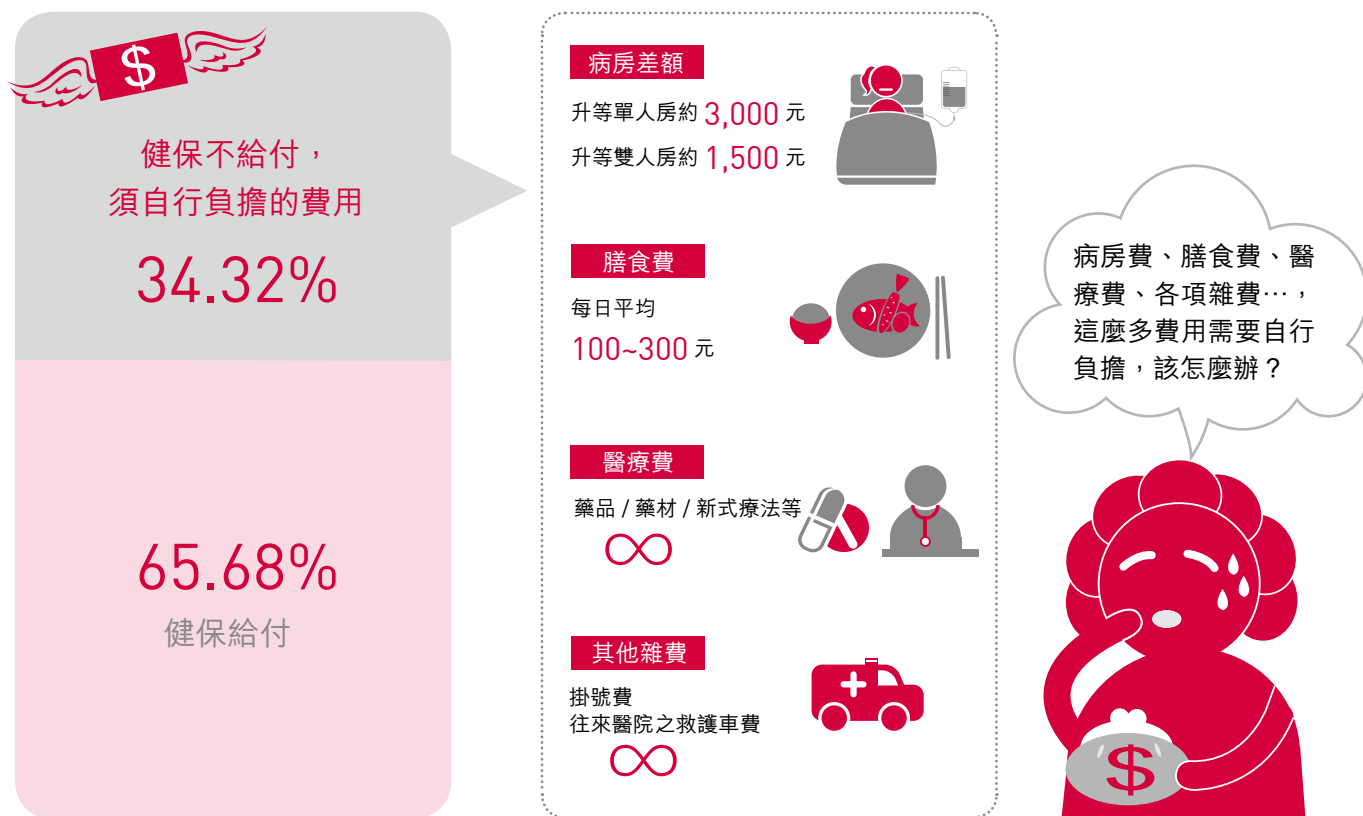 $
健保不給付，
須自行負擔的費用
34.32%
65.68%
健保給付
病房差額
升等單人房約 3,000 元
升等雙人房約 1,500 元
膳食費
每日平均
100~300 元
醫療費
藥品 / 藥材 / 新式療法等
∞
其他雜費
掛號費
往來醫院之救護車費
∞
病房費、膳食費、醫
療費、各項雜費…，
這麼多費用需要自行
負擔，該怎麼辦？
$